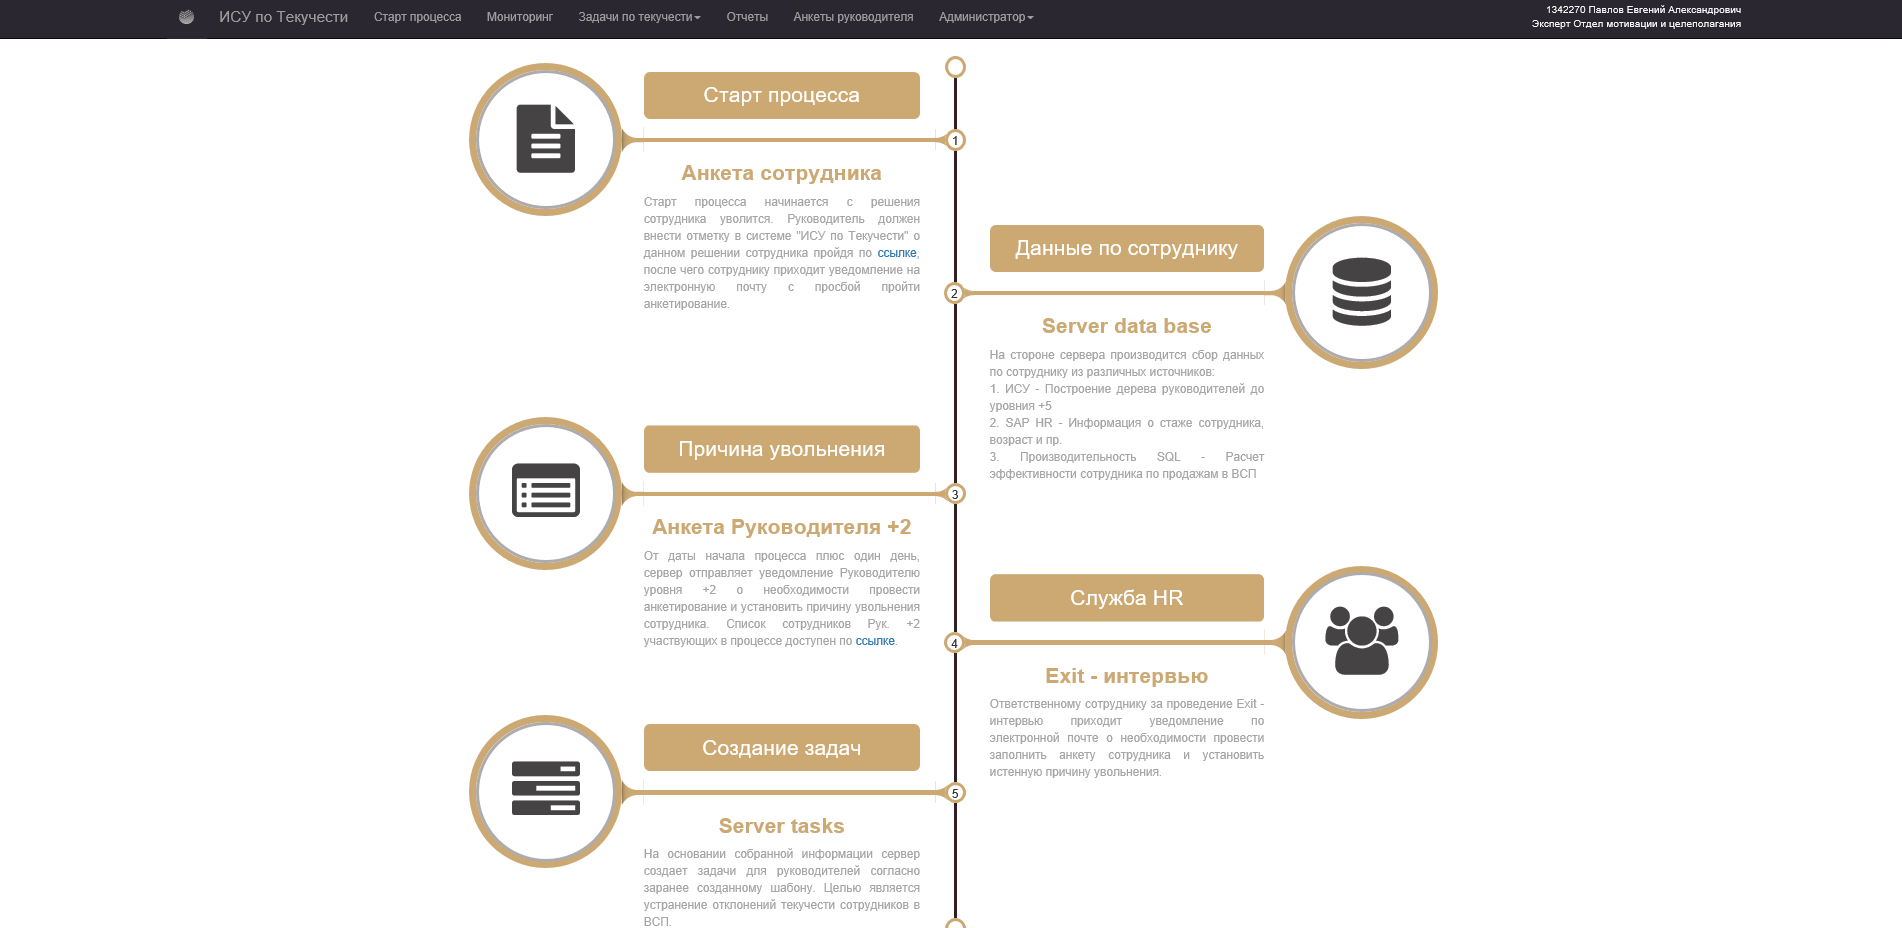 ИСУ по Текучести Старт процесса Мониторинг Задачи по текучести Отчеты Анкеты руководителя Администратор
1342270 Павлов Евгений Александрович
Эксперт Отдел мотивации и целеполагания
Старт процесса
1
Анкета сотрудника
Старт процесса начинается с решения
сотрудника уволится. Руководитель должен
внести отметку в системе "ИСУ по Текучести" о
данном решении сотрудника пройдя по ссылке,
после чего сотруднику приходит уведомление на
электронную почту с просбой пройти
анкетирование.
Данные по сотруднику
2
Server data base
На стороне сервера производится сбор данных
по сотруднику из различных источников:
1. ИСУ - Построение дерева руководителей до
уровния +5
2. SAP HR - Информация о стаже сотрудника,
возраст и пр.
3. Производительность SQL - Расчет
эффективности сотрудника по продажам в ВСП
Причина увольнения
3
Анкета Руководителя +2
От даты начала процесса плюс один день,
сервер отправляет уведомление Руководителю
уровня +2 о необходимости провести
анкетирование и установить причину увольнения
сотрудника. Список сотрудников Рук. +2
участвующих в процессе доступен по ссылке.
Служба HR
4
Exit - интервью
Ответственному сотруднику за проведение Exit -
интервью приходит уведомление по
электронной почте о необходимости провести
заполнить анкету сотрудника и установить
истенную причину увольнения.
Создание задач
5
Server tasks
На основании собранной информации сервер
создает задачи для руководителей согласно
заранее созданному шабону. Целью является
устранение отклонений текучести сотрудников в
ВСП.